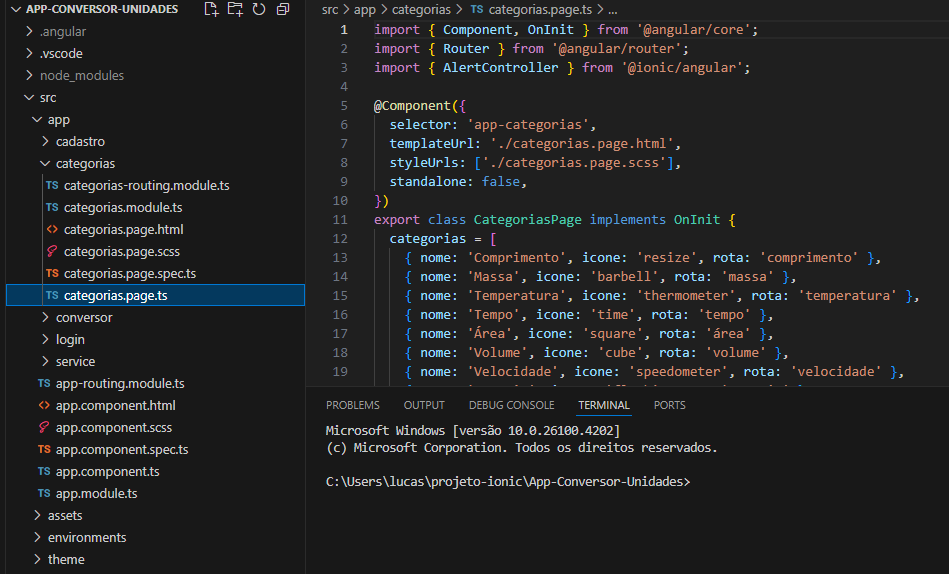 APP-CONVERSOR-UNIDADES
.angular
.vscode
node_modules
src
app
cadastro
categorias
TS categorias-routing.module.ts
TS categorias.module.ts
<> categorias.page.html
categorias.page.scss
TS categorias.page.spec.ts
TS categorias.page.ts
conversor
login
service
TS app-routing.module.ts
<> app.component.html
app.component.scss
TS app.component.spec.ts
TS app.component.ts
TS app.module.ts
assets
environments
theme
src > app > categorias > TS categorias.page.ts > ...
1 import { Component, OnInit } from '@angular/core';
2 import { Router } from '@angular/router';
3 import { AlertController } from '@ionic/angular';
4
5 @Component({
6 selector: 'app-categorias',
7 templateUrl: './categorias.page.html',
8 styleUrls: ['./categorias.page.scss'],
9 standalone: false,
10 })
11 export class CategoriasPage implements OnInit {
12 categorias = [
13 { nome: 'Comprimento', icone: 'resize', rota: 'comprimento' },
14 { nome: 'Massa', icone: 'barbell', rota: 'massa' },
15 { nome: 'Temperatura', icone: 'thermometer', rota: 'temperatura' },
16 { nome: 'Tempo', icone: 'time', rota: 'tempo' },
17 { nome: 'Área', icone: 'square', rota: 'área' },
18 { nome: 'Volume', icone: 'cube', rota: 'volume' },
19 { nome: 'Velocidade', icone: 'speedometer', rota: 'velocidade' },
PROBLEMS OUTPUT DEBUG CONSOLE TERMINAL PORTS
Microsoft Windows [versão 10.0.26100.4202]
(c) Microsoft Corporation. Todos os direitos reservados.
C:\Users\lucas\projeto-ionic\App-Conversor-Unidades>